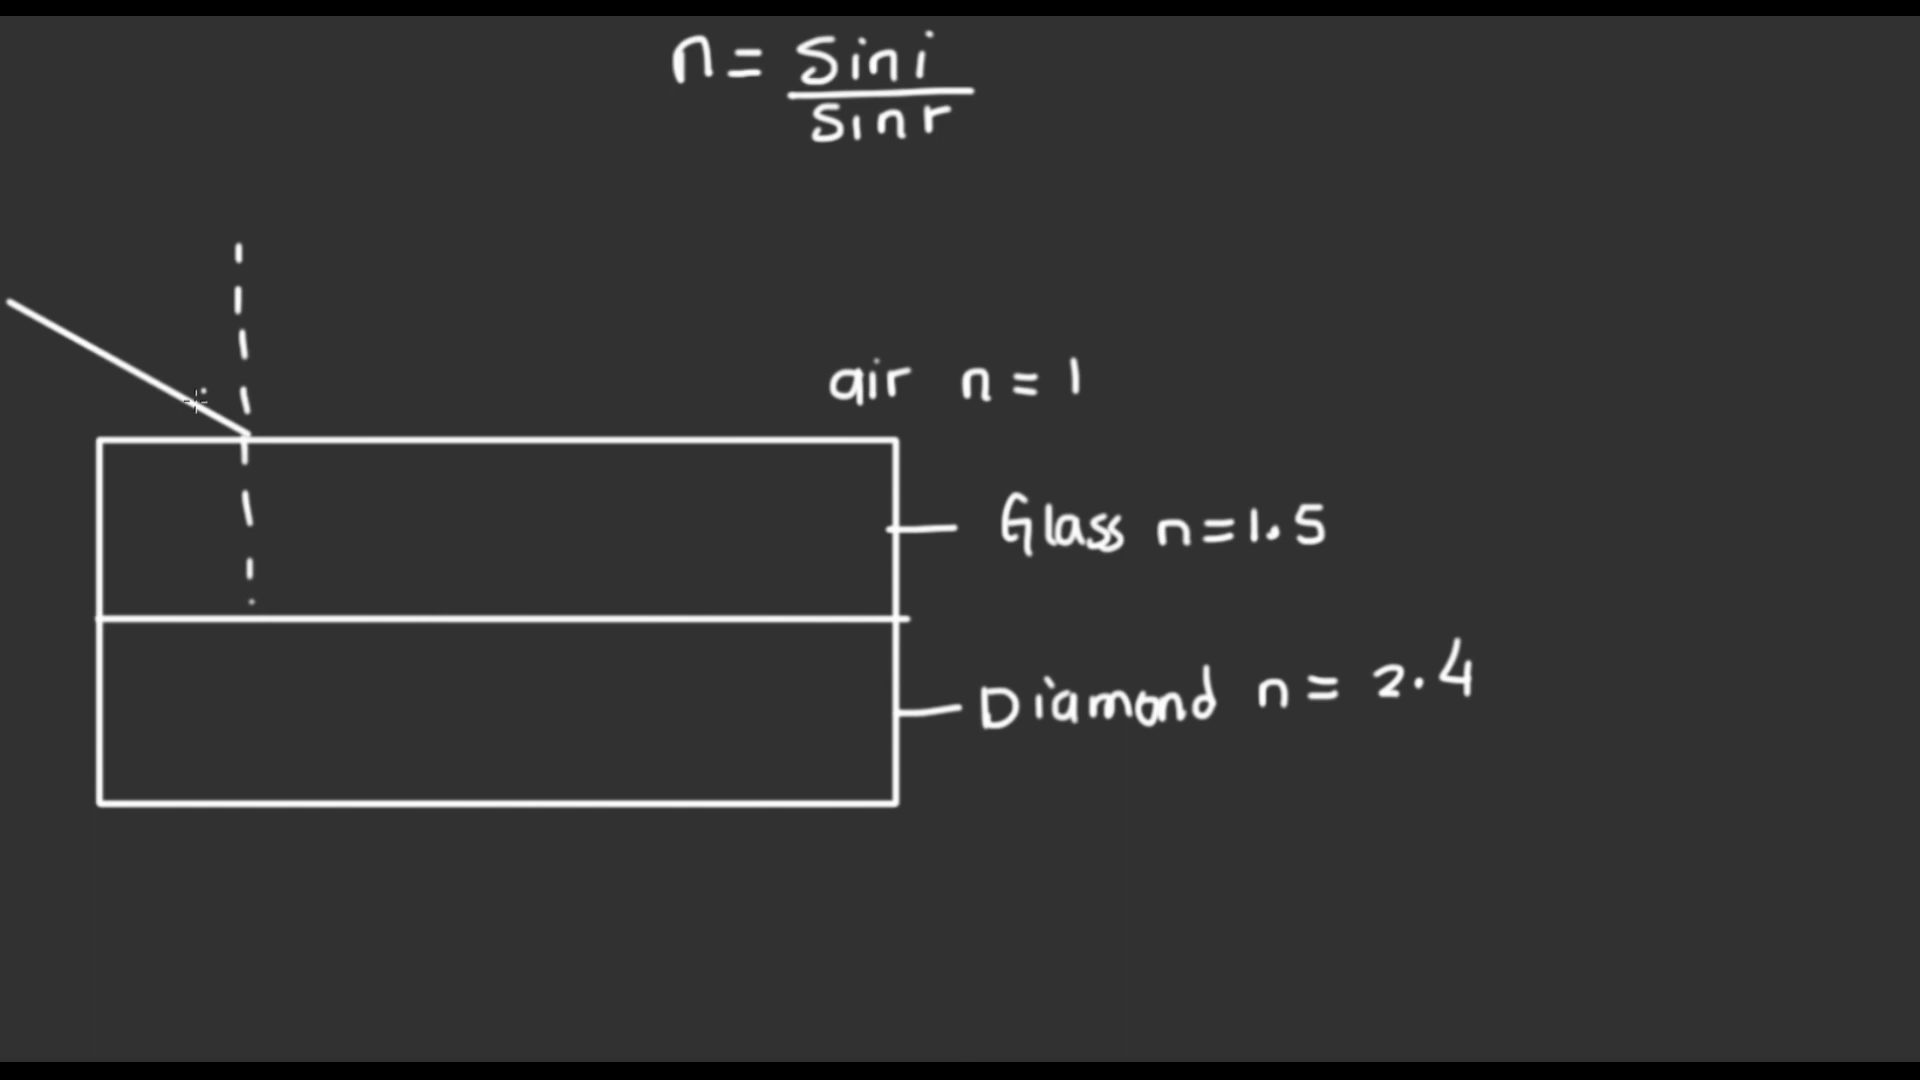 n = sin i
sin r
air n = 1
Glass n = 1.5
Diamond n = 2.4